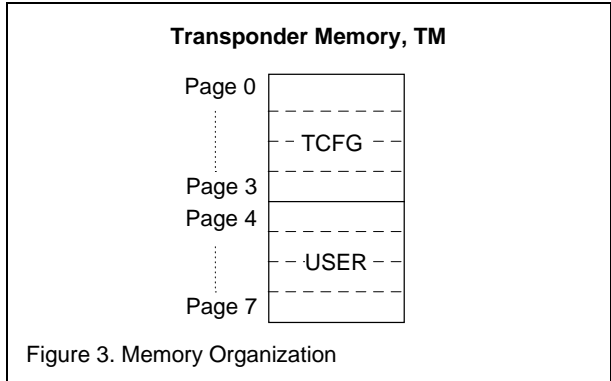 Transponder Memory, TM
Page 0
TCFG
Page 3
Page 4
USER
Page 7
Figure 3. Memory Organization